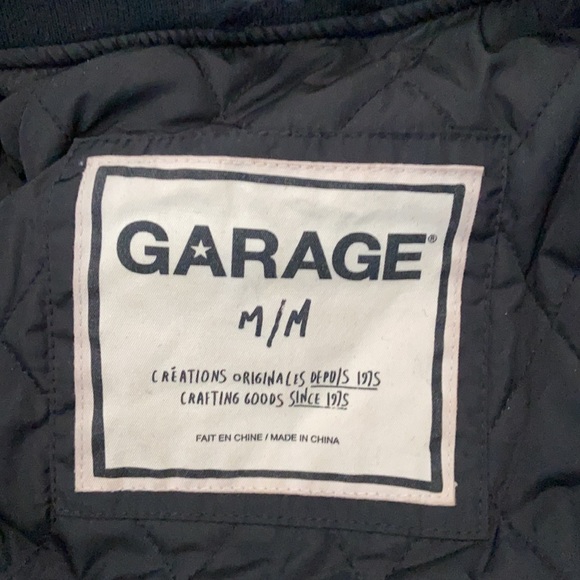 GARAGE®
M/M
CRÉATIONS ORIGINALES DEPUIS 1975
CRAFTING GOODS SINCE 1975
FAIT EN CHINE / MADE IN CHINA